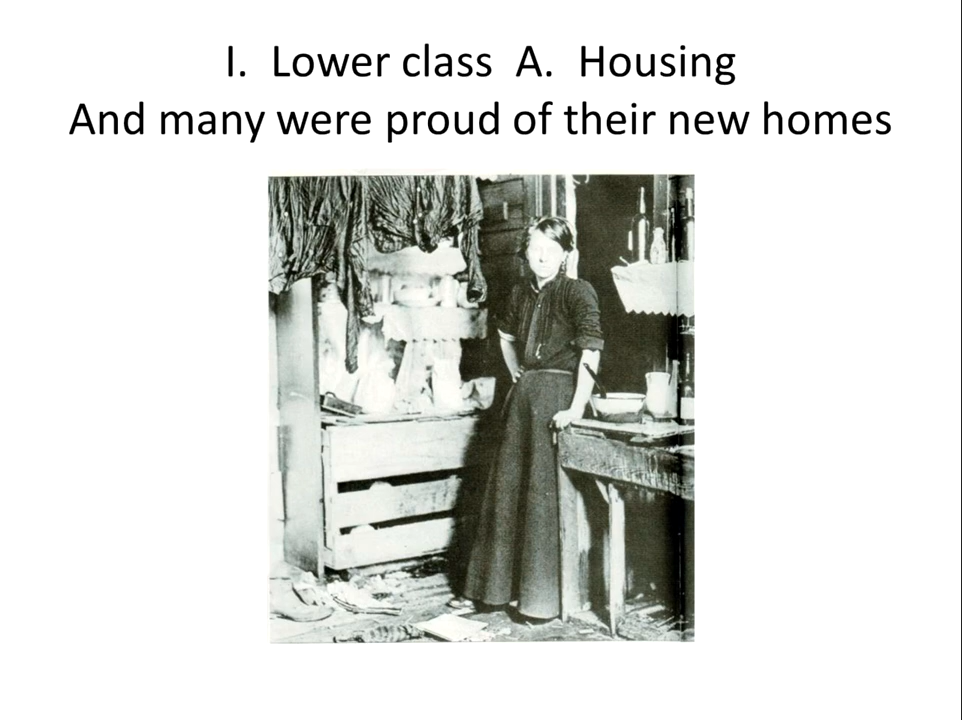 I. Lower class A. Housing
And many were proud of their new homes